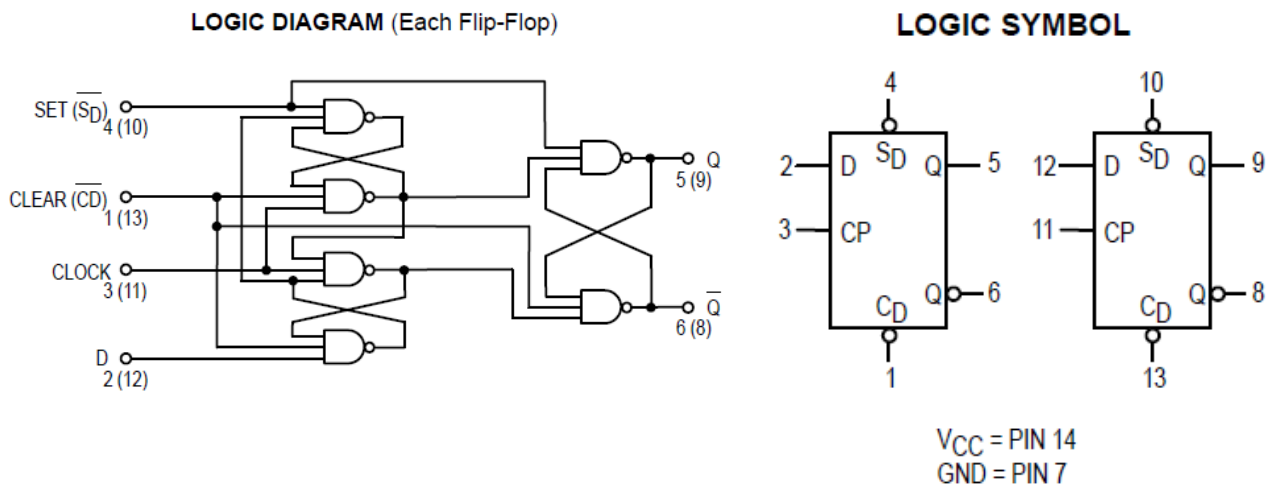 LOGIC DIAGRAM (Each Flip-Flop)
SET (S̅D̅)
4 (10)
CLEAR (C̅D̅)
1 (13)
CLOCK
3 (11)
D
2 (12)
Q
5 (9)
Q̅
6 (8)
LOGIC SYMBOL
4
2
D
SD
Q
5
3
CP
Q
6
CD
1
10
12
D
SD
Q
9
11
CP
Q
8
CD
13
VCC = PIN 14
GND = PIN 7